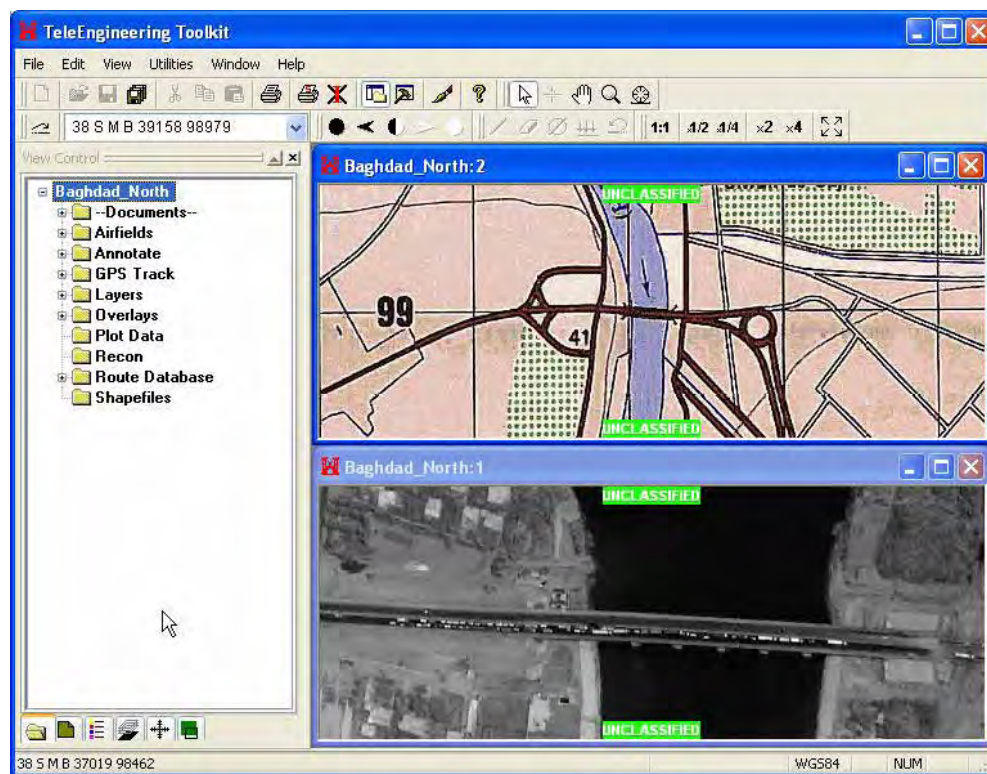 TeleEngineering Toolkit
File Edit View Utilities Window Help
38 S M B 39158 98979
1:1 1/2 1/4 x2 x4
View Control
Baghdad_North
--Documents--
Airfields
Annotate
GPS Track
Layers
Overlays
Plot Data
Recon
Route Database
Shapefiles
Baghdad_North:2
UNCLASSIFIED
99
41
UNCLASSIFIED
Baghdad_North:1
UNCLASSIFIED
UNCLASSIFIED
38 S M B 37019 98462
WGS84
NUM